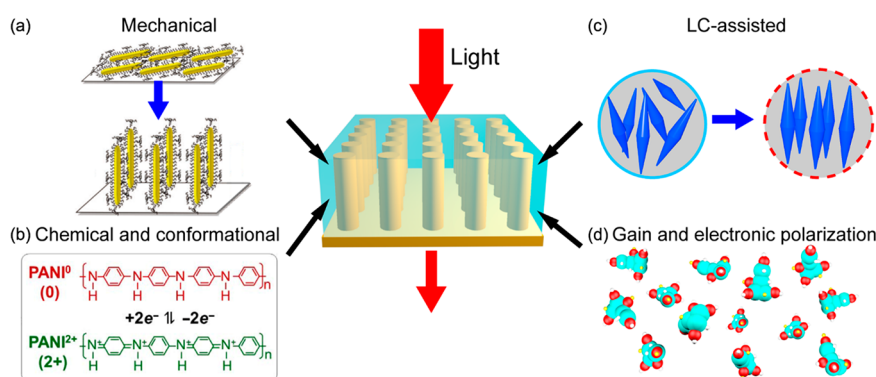 (a) Mechanical
Light
(c) LC-assisted
(b) Chemical and conformational
PANI⁰
(0)
N H N H N H N H n
+2e⁻ ⇌ −2e⁻
PANI²⁺
(2+)
N⁺ H N⁺ H N⁺ H N⁺ H n
(d) Gain and electronic polarization